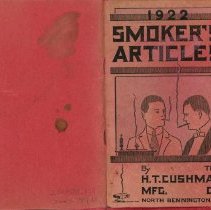 1922
SMOKER'S
ARTICLES
By
H.T. CUSHMA
MFG.
NORTH BENNINGTON